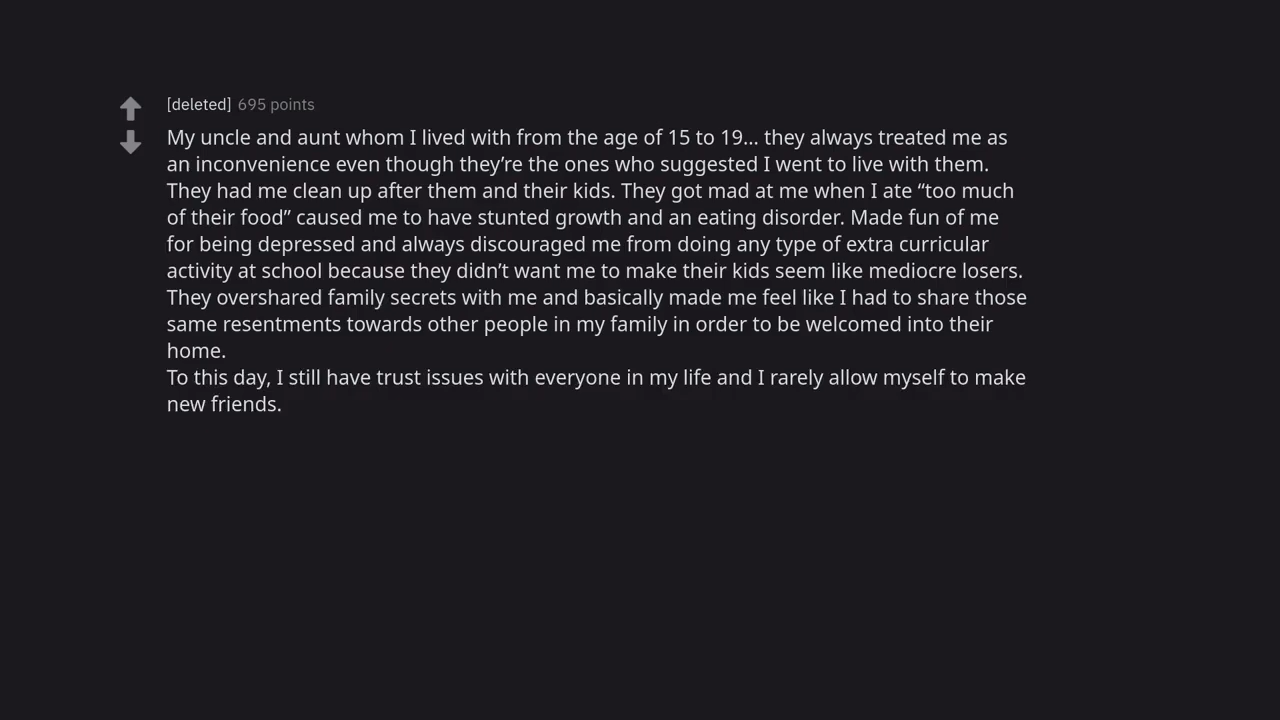 [deleted] 695 points
My uncle and aunt whom I lived with from the age of 15 to 19... they always treated me as
an inconvenience even though they’re the ones who suggested I went to live with them.
They had me clean up after them and their kids. They got mad at me when I ate “too much
of their food” caused me to have stunted growth and an eating disorder. Made fun of me
for being depressed and always discouraged me from doing any type of extra curricular
activity at school because they didn’t want me to make their kids seem like mediocre losers.
They overshared family secrets with me and basically made me feel like I had to share those
same resentments towards other people in my family in order to be welcomed into their
home.
To this day, I still have trust issues with everyone in my life and I rarely allow myself to make
new friends.